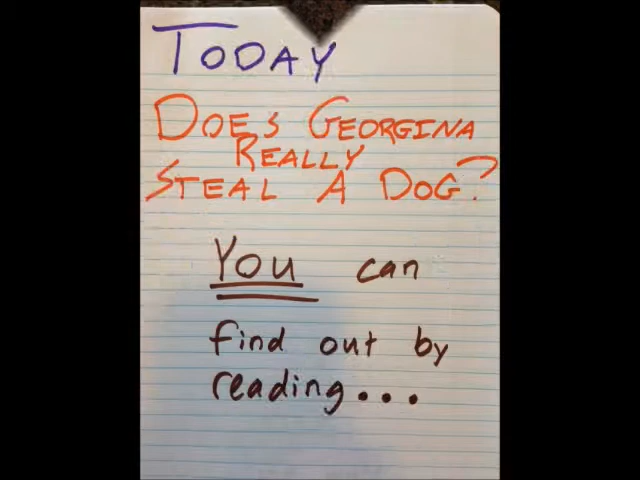 TODAY
DOES GEORGINA
REALLY
STEAL A DOG?
You can
find out by
reading...